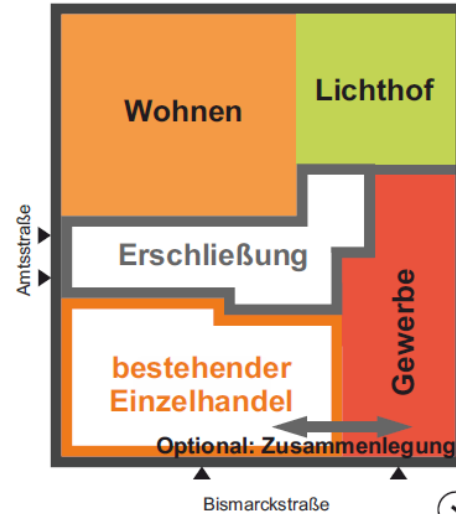 Wohnen
Lichthof
Amtsstraße
Erschließung
Gewerbe
bestehender
Einzelhandel
Optional: Zusammenlegung
Bismarckstraße